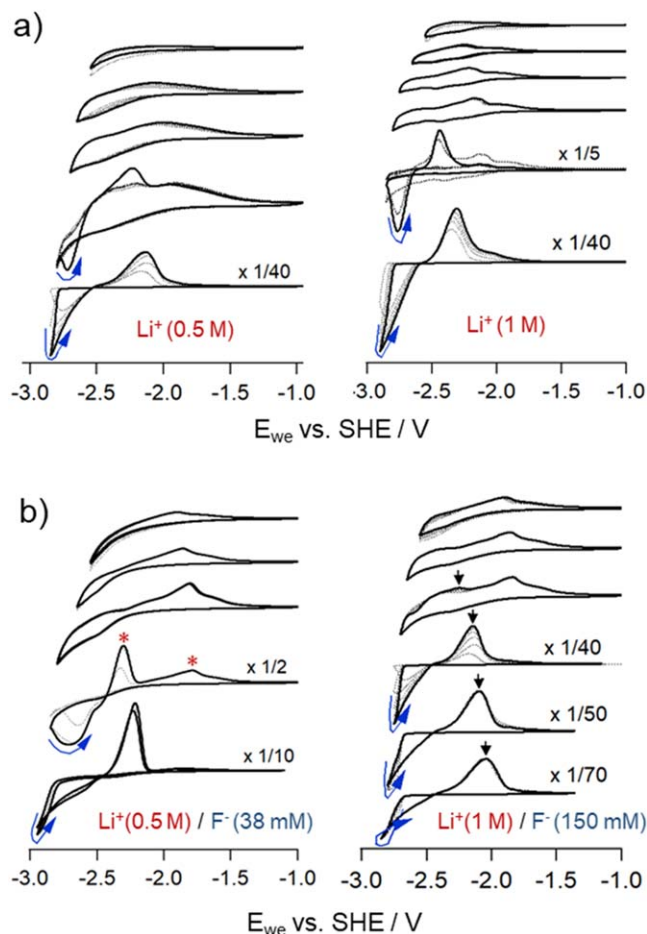 a)
x 1/5
x 1/40
x 1/40
Li⁺ (0.5 M)
Li⁺ (1 M)
-3.0 -2.5 -2.0 -1.5 -1.0
-3.0 -2.5 -2.0 -1.5 -1.0
E_we vs. SHE / V
b)
*
*
x 1/2
x 1/40
x 1/10
x 1/50
x 1/70
Li⁺(0.5 M) / F⁻ (38 mM)
Li⁺(1 M) / F⁻ (150 mM)
-3.0 -2.5 -2.0 -1.5 -1.0
-3.0 -2.5 -2.0 -1.5 -1.0
E_we vs. SHE / V